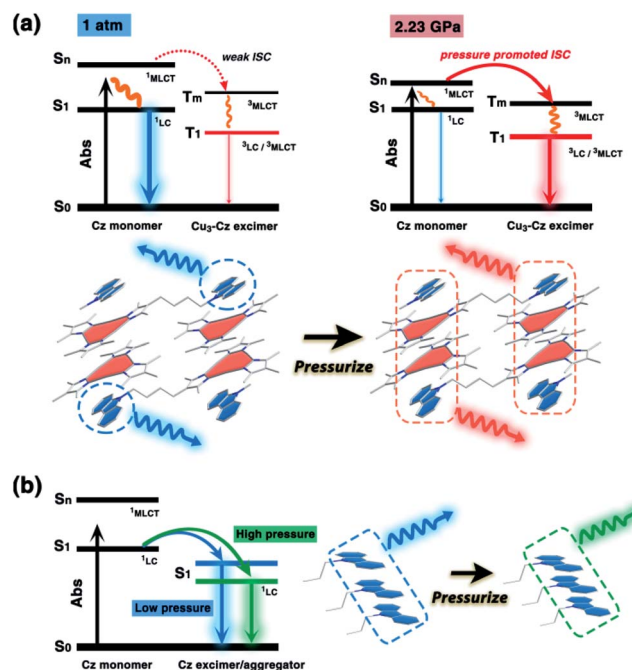 (a)
1 atm
Sn
weak ISC
¹MLCT
Tm
S1
³MLCT
¹LC
T1
Abs
³LC / ³MLCT
S0
Cz monomer
Cu₃-Cz excimer
2.23 GPa
pressure promoted ISC
Sn
¹MLCT
Tm
S1
³MLCT
¹LC
T1
Abs
³LC / ³MLCT
S0
Cz monomer
Cu₃-Cz excimer
Pressurize
(b)
Sn
¹MLCT
High pressure
S1
¹LC
S1
¹LC
Abs
Low pressure
S0
Cz monomer
Cz excimer/aggregator
Pressurize